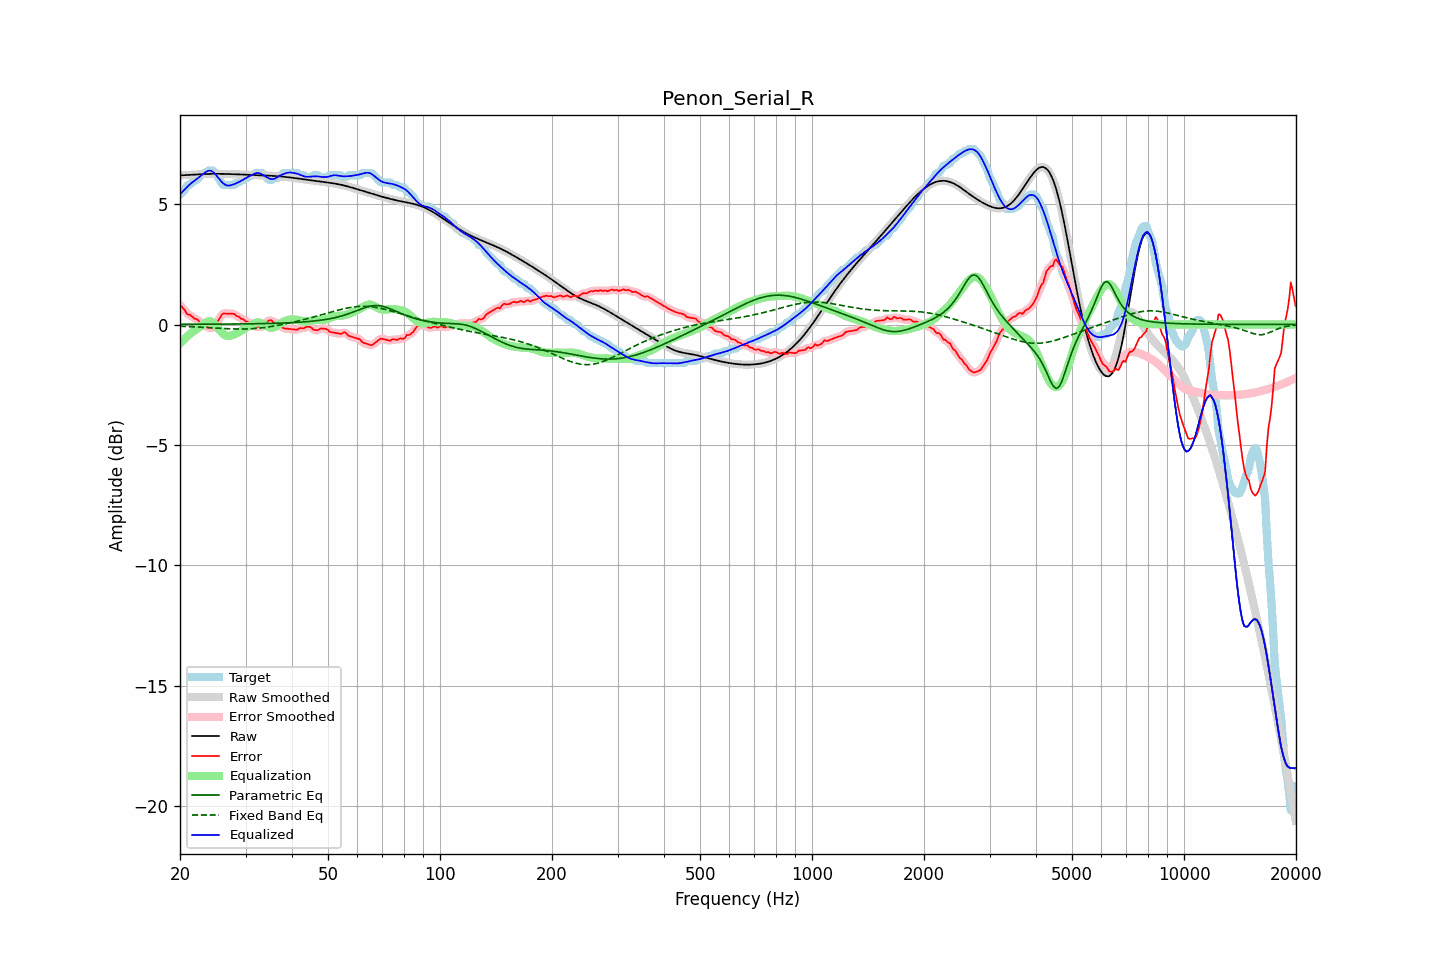 Penon_Serial_R
Amplitude (dBr)
5
0
−5
−10
−15
−20
Target
Raw Smoothed
Error Smoothed
Raw
Error
Equalization
Parametric Eq
Fixed Band Eq
Equalized
20 50 100 200 500 1000 2000 5000 10000 20000
Frequency (Hz)